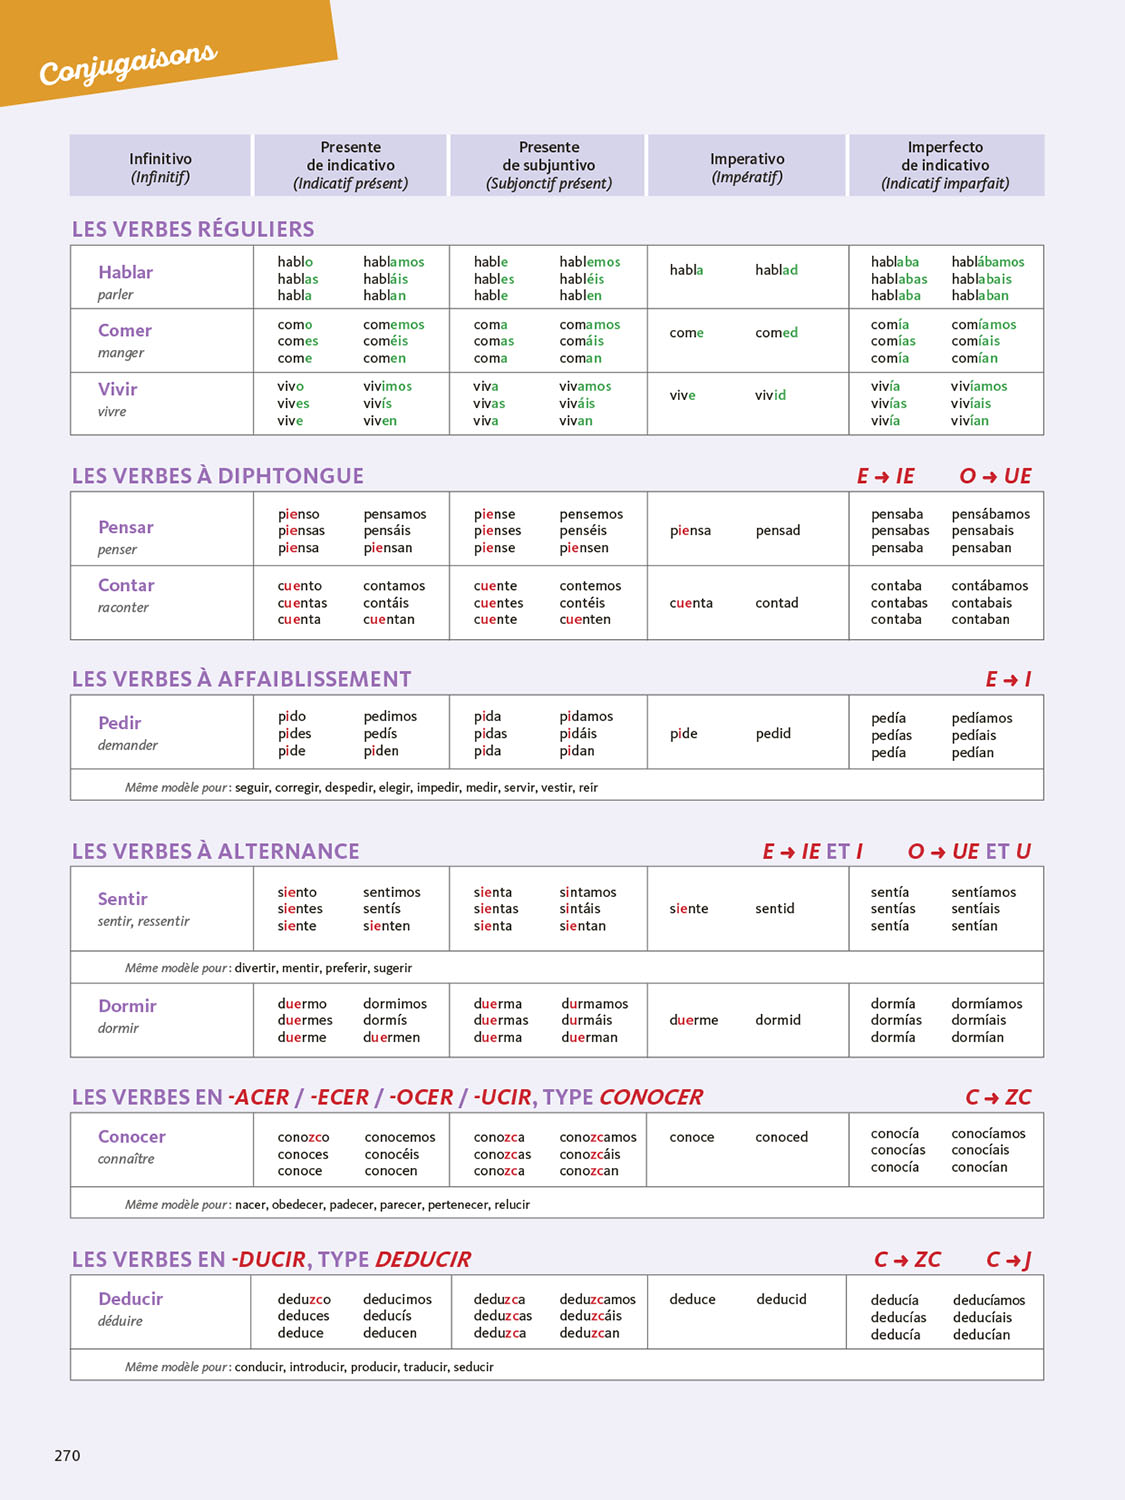 Conjugaisons
Infinitivo
(Infinitif)
Presente
de indicativo
(Indicatif présent)
Presente
de subjuntivo
(Subjonctif présent)
Imperativo
(Impératif)
Imperfecto
de indicativo
(Indicatif imparfait)
LES VERBES RÉGULIERS
Hablar
parler
hablo hablamos hable hablemos habla hablad hablaba hablábamos
hablas habláis hables habléis hablabas hablabais
habla hablan hable hablen hablaba hablaban
Comer
manger
como comemos coma comamos come comed comía comíamos
comes coméis comas comáis comías comíais
come comen coma coman comía comían
Vivir
vivre
vivo vivimos viva vivamos vive vivid vivía vivíamos
vives vivís vivas viváis vivías vivíais
vive viven viva vivan vivía vivían
LES VERBES À DIPHTONGUE E → IE O → UE
Pensar
penser
pienso pensamos piense pensemos piensa pensad pensaba pensábamos
piensas pensáis pienses penséis pensabas pensabais
piensa piensan piense piensen pensaba pensaban
Contar
raconter
cuento contamos cuente contemos cuenta contad contaba contábamos
cuentas contáis cuentes contéis contabas contabais
cuenta cuentan cuente cuenten contaba contaban
LES VERBES À AFFAIBLISSEMENT E → I
Pedir
demander
pido pedimos pida pidamos pide pedid pedía pedíamos
pides pedís pidas pidáis pedías pedíais
pide piden pida pidan pedía pedían
Même modèle pour : seguir, corregir, despedir, elegir, impedir, medir, servir, vestir, reír
LES VERBES À ALTERNANCE E → IE ET I O → UE ET U
Sentir
sentir, ressentir
siento sentimos sienta sintamos siente sentid sentía sentíamos
sientes sentís sientas sintáis sentías sentíais
siente sienten sienta sientan sentía sentían
Même modèle pour : divertir, mentir, preferir, sugerir
Dormir
dormir
duermo dormimos duerma durmamos duerme dormid dormía dormíamos
duermes dormís duermas durmáis dormías dormíais
duerme duermen duerma duerman dormía dormían
LES VERBES EN -ACER / -ECER / -OCER / -UCIR, TYPE CONOCER C → ZC
Conocer
connaître
conozco conocemos conozca conozcamos conoce conoced conocía conocíamos
conoces conocéis conozcas conozcáis conocías conocíais
conoce conocen conozca conozcan conocía conocían
Même modèle pour : nacer, obedecer, padecer, parecer, pertenecer, relucir
LES VERBES EN -DUCIR, TYPE DEDUCIR C → ZC C → J
Deducir
déduire
deduzco deducimos deduzca deduzcamos deduce deducid deducía deducíamos
deduces deducís deduzcas deduzcáis deducías deducíais
deduce deducen deduzca deduzcan deducía deducían
Même modèle pour : conducir, introducir, producir, traducir, seducir
270